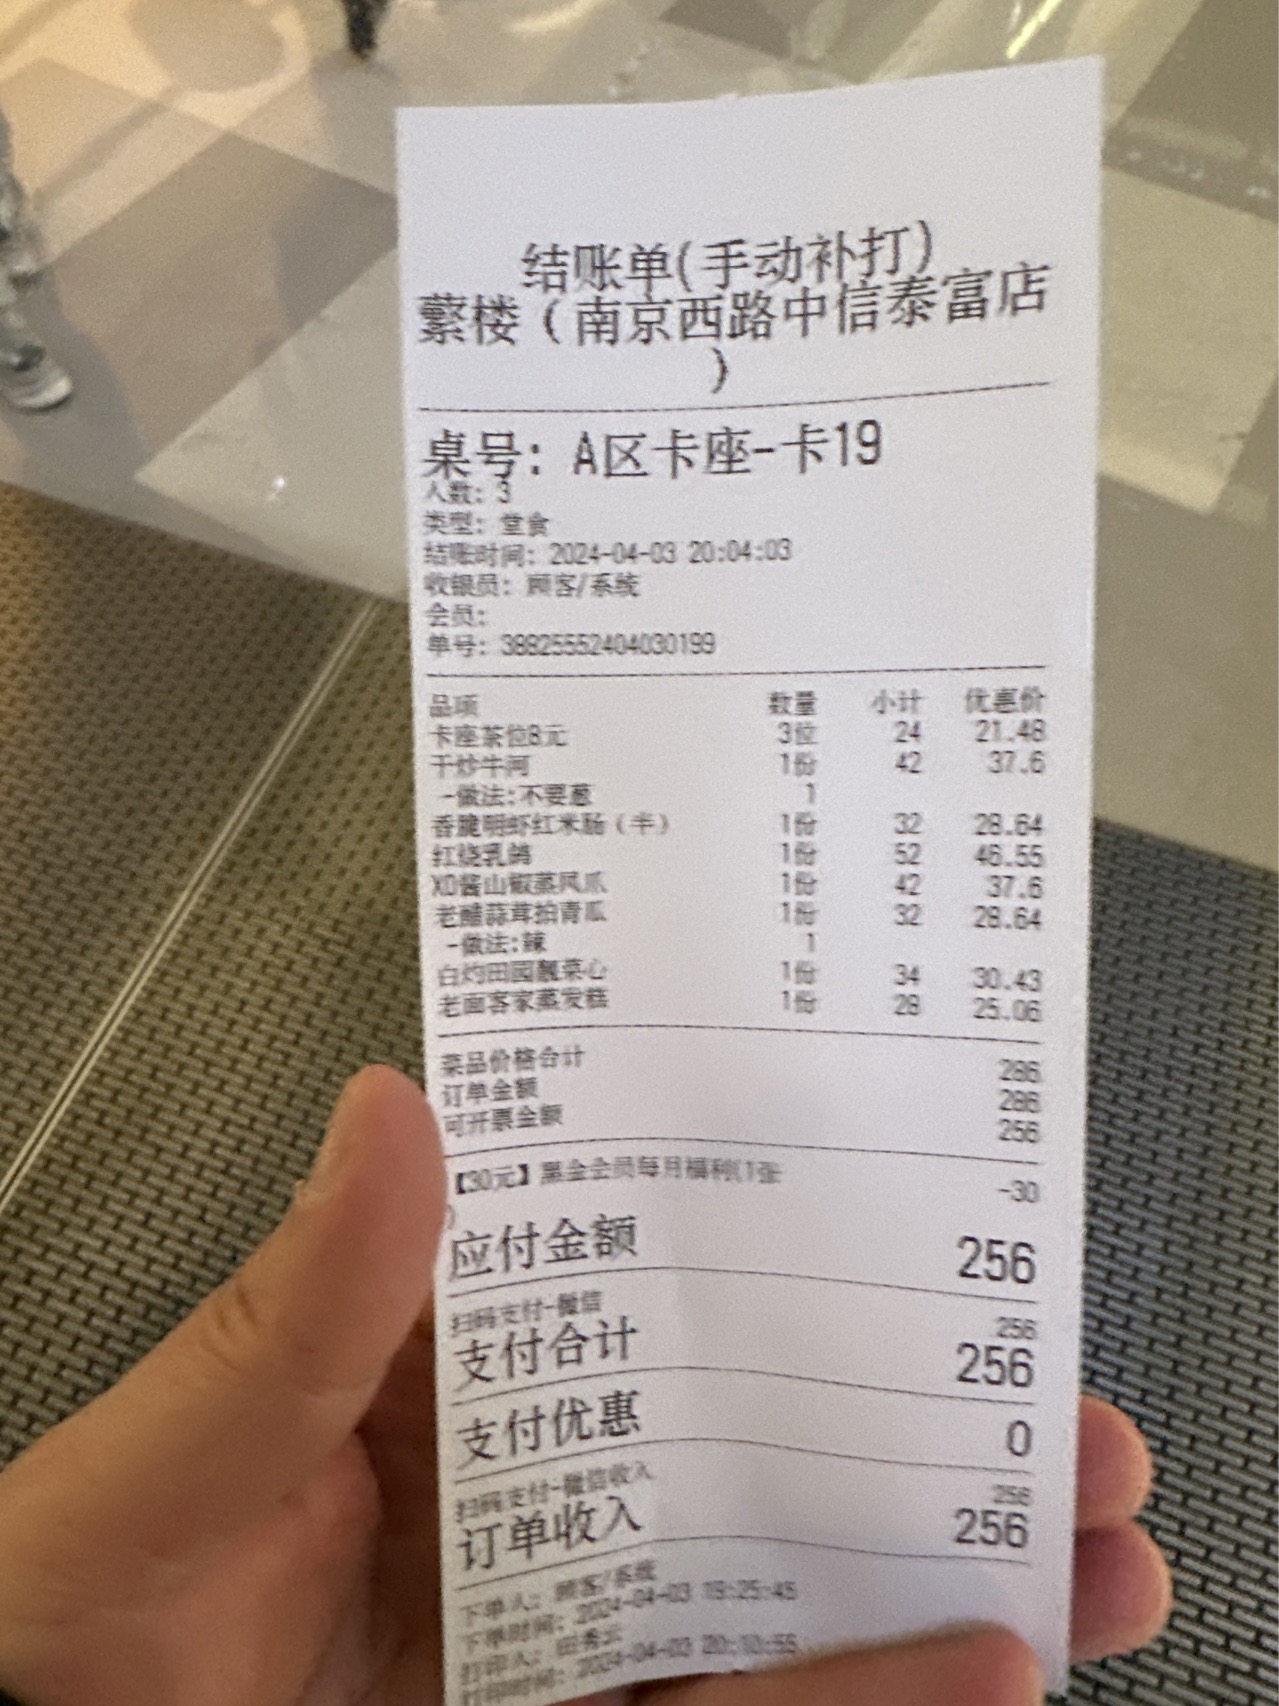 结账单(手动补打)
蘩楼（南京西路中信泰富店
）
桌号: A区卡座-卡19
人数: 3
类型: 堂食
结账时间: 2024-04-03 20:04:03
收银员: 顾客/系统
会员:
单号: 38825552404030199
品项 数量 小计 优惠价
卡座茶位8元 3位 24 21.48
干炒牛河 1份 42 37.6
-做法:不要葱 1
香脆明虾红米肠（半） 1份 32 28.64
红烧乳鸽 1份 52 46.55
XO酱山椒蒸凤爪 1份 42 37.6
老醋蒜茸拍青瓜 1份 32 28.64
-做法:辣 1
白灼田园靓菜心 1份 34 30.43
老面客家蒸发糕 1份 28 25.06
菜品价格合计 286
订单金额 286
可开票金额 256
【30元】黑金会员每月福利(1张 -30
)
应付金额 256
扫码支付-微信 256
支付合计 256
支付优惠 0
扫码支付-微信收入 256
订单收入 256
下单人: 顾客/系统
下单时间: 2024-04-03 19:25:45
打印人: 田秀云
打印时间: 2024-04-03 20:10:55